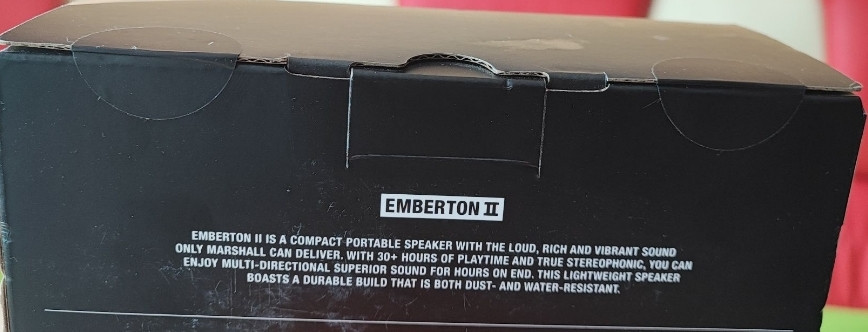 EMBERTON II
EMBERTON II IS A COMPACT PORTABLE SPEAKER WITH THE LOUD, RICH AND VIBRANT SOUND
ONLY MARSHALL CAN DELIVER. WITH 30+ HOURS OF PLAYTIME AND TRUE STEREOPHONIC, YOU CAN
ENJOY MULTI-DIRECTIONAL SUPERIOR SOUND FOR HOURS ON END. THIS LIGHTWEIGHT SPEAKER
BOASTS A DURABLE BUILD THAT IS BOTH DUST- AND WATER-RESISTANT.